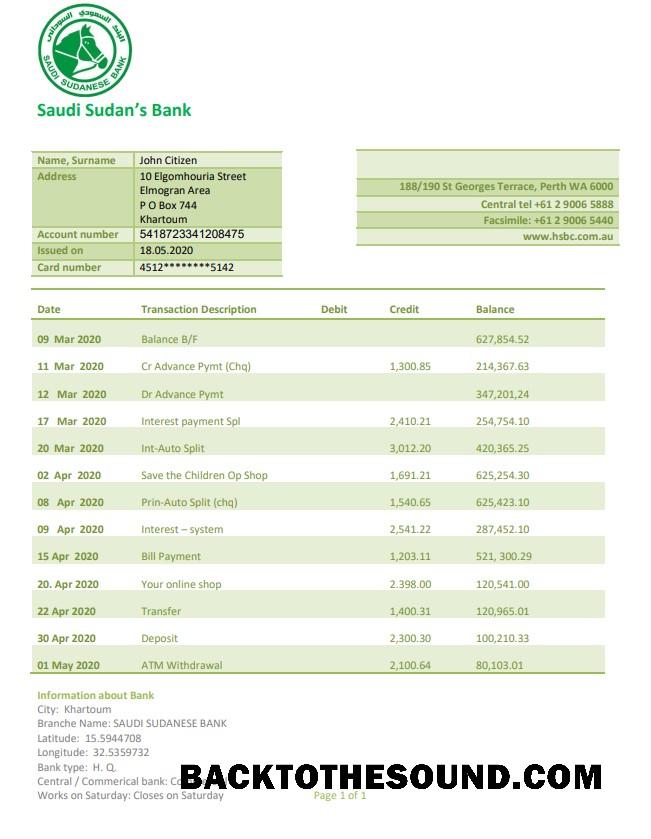 البنك السعودي السوداني
SAUDI SUDANESE BANK
Saudi Sudan’s Bank
Name, Surname John Citizen
Address 10 Elgomhouria Street
Elmogran Area
P O Box 744
Khartoum
Account number 5418723341208475
Issued on 18.05.2020
Card number 4512********5142
188/190 St Georges Terrace, Perth WA 6000
Central tel +61 2 9006 5888
Facsimile: +61 2 9006 5440
www.hsbc.com.au
Date Transaction Description Debit Credit Balance
09 Mar 2020 Balance B/F 627,854.52
11 Mar 2020 Cr Advance Pymt (Chq) 1,300.85 214,367.63
12 Mar 2020 Dr Advance Pymt 347,201,24
17 Mar 2020 Interest payment Spl 2,410.21 254,754.10
20 Mar 2020 Int-Auto Split 3,012.20 420,365.25
02 Apr 2020 Save the Children Op Shop 1,691.21 625,254.30
08 Apr 2020 Prin-Auto Split (chq) 1,540.65 625,423.10
09 Apr 2020 Interest – system 2,541.22 287,452.10
15 Apr 2020 Bill Payment 1,203.11 521, 300.29
20. Apr 2020 Your online shop 2.398.00 120,541.00
22 Apr 2020 Transfer 1,400.31 120,965.01
30 Apr 2020 Deposit 2,300.30 100,210.33
01 May 2020 ATM Withdrawal 2,100.64 80,103.01
Information about Bank
City: Khartoum
Branche Name: SAUDI SUDANESE BANK
Latitude: 15.5944708
Longitude: 32.5359732
Bank type: H. Q.
Central / Commerical bank:
BACKTOTHESOUND.COM
Works on Saturday: Closes on Saturday Page 1 of 1